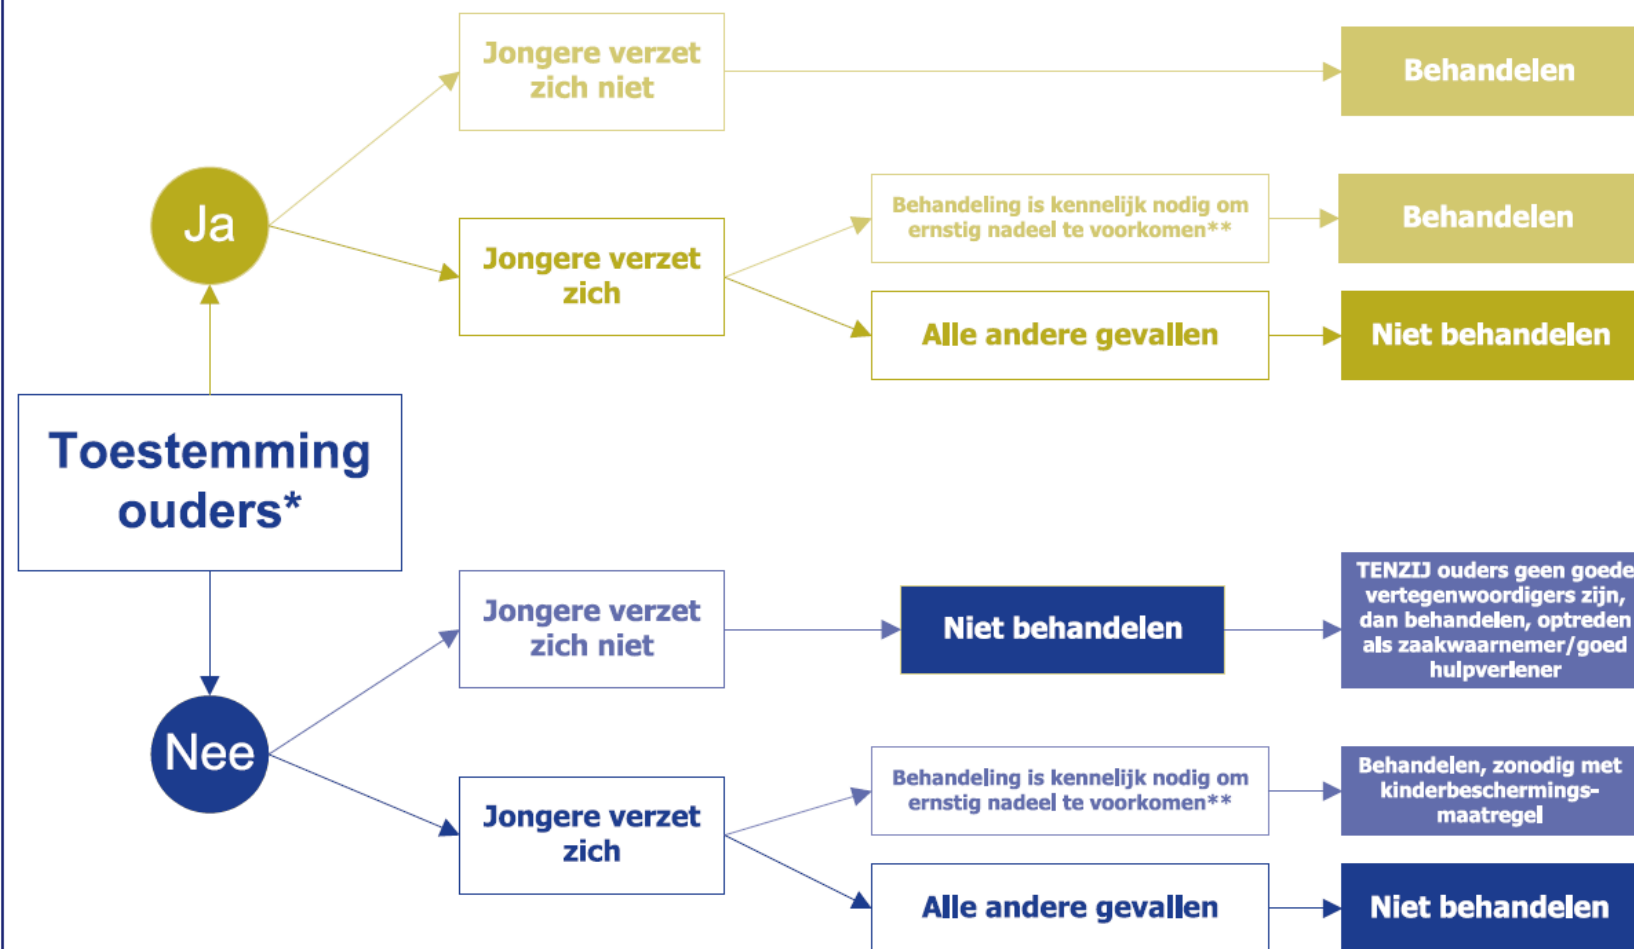 Jongere verzet
zich niet
Behandelen
Ja
Jongere verzet
zich
Behandeling is kennelijk nodig om
ernstig nadeel te voorkomen**
Behandelen
Alle andere gevallen
Niet behandelen
Toestemming
ouders*
Nee
Jongere verzet
zich niet
Niet behandelen
TENZIJ ouders geen goede
vertegenwoordigers zijn,
dan behandelen, optreden
als zaakwaarnemer/goed
hulpverlener
Jongere verzet
zich
Behandeling is kennelijk nodig om
ernstig nadeel te voorkomen**
Behandelen, zonodig met
kinderbeschermings-
maatregel
Alle andere gevallen
Niet behandelen